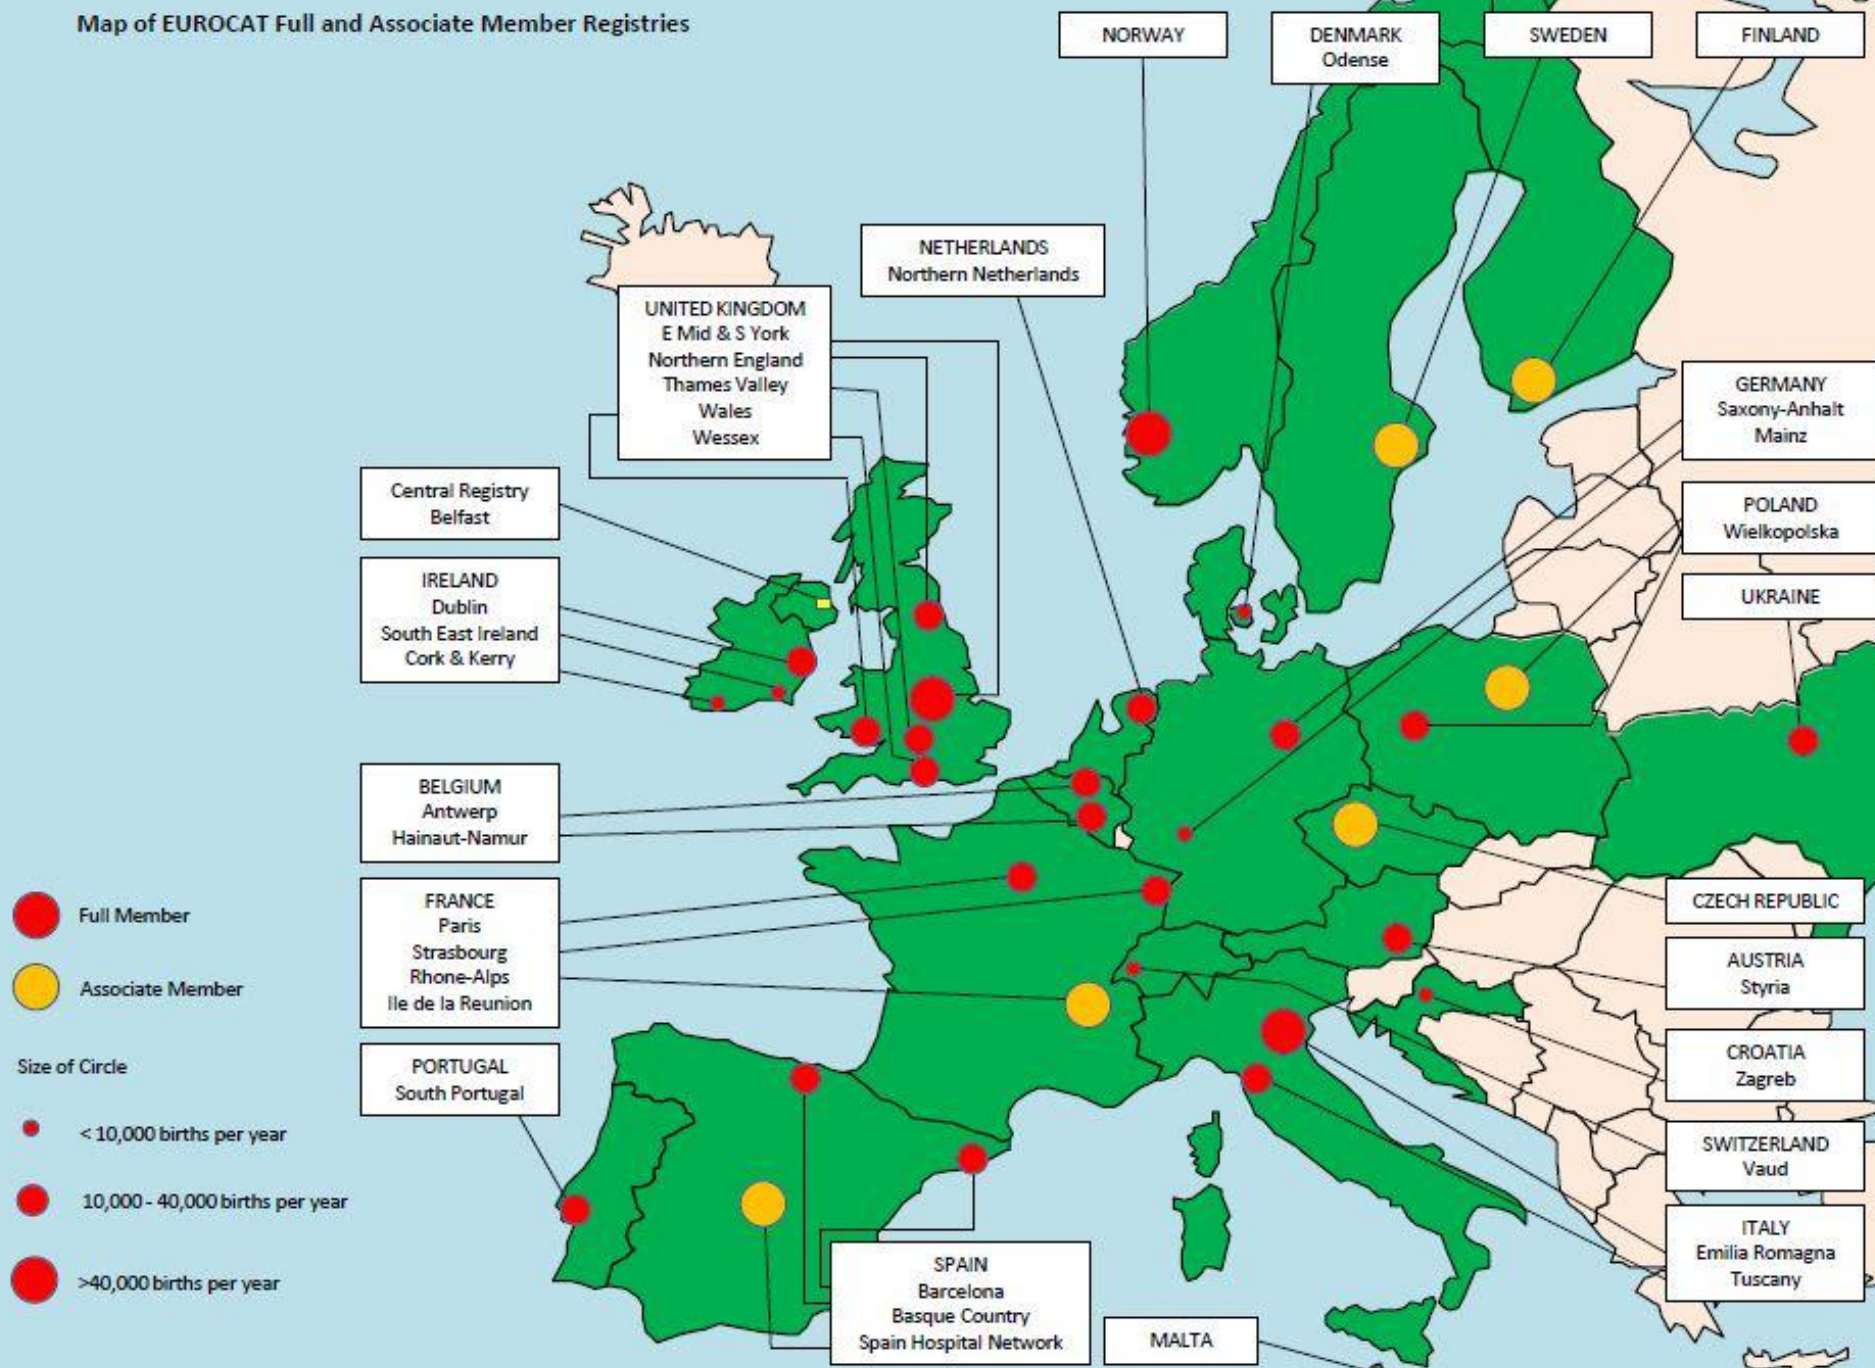 Map of EUROCAT Full and Associate Member Registries
NORWAY
DENMARK
Odense
SWEDEN
FINLAND
NETHERLANDS
Northern Netherlands
UNITED KINGDOM
E Mid & S York
Northern England
Thames Valley
Wales
Wessex
GERMANY
Saxony-Anhalt
Mainz
Central Registry
Belfast
POLAND
Wielkopolska
IRELAND
Dublin
South East Ireland
Cork & Kerry
UKRAINE
BELGIUM
Antwerp
Hainaut-Namur
FRANCE
Paris
Strasbourg
Rhone-Alps
Ile de la Reunion
CZECH REPUBLIC
AUSTRIA
Styria
PORTUGAL
South Portugal
CROATIA
Zagreb
SWITZERLAND
Vaud
ITALY
Emilia Romagna
Tuscany
SPAIN
Barcelona
Basque Country
Spain Hospital Network
MALTA
Full Member
Associate Member
Size of Circle
< 10,000 births per year
10,000 - 40,000 births per year
>40,000 births per year